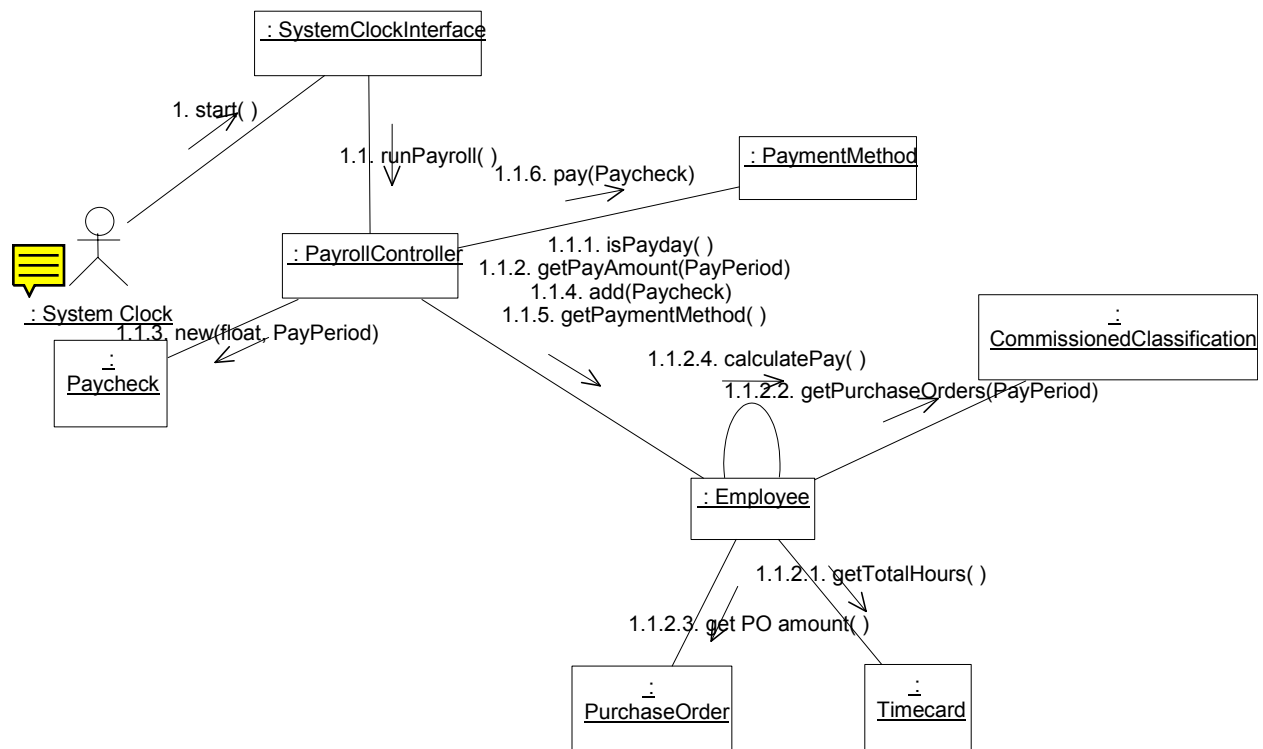 : SystemClockInterface
1. start( )
1.1. runPayroll( )
: PaymentMethod
1.1.6. pay(Paycheck)
: PayrollController
1.1.1. isPayday( )
1.1.2. getPayAmount(PayPeriod)
1.1.4. add(Paycheck)
1.1.5. getPaymentMethod( )
: System Clock
1.1.3. new(float, PayPeriod)
:
Paycheck
:
CommissionedClassification
1.1.2.4. calculatePay( )
1.1.2.2. getPurchaseOrders(PayPeriod)
: Employee
1.1.2.1. getTotalHours( )
1.1.2.3. get PO amount( )
:
PurchaseOrder
:
Timecard